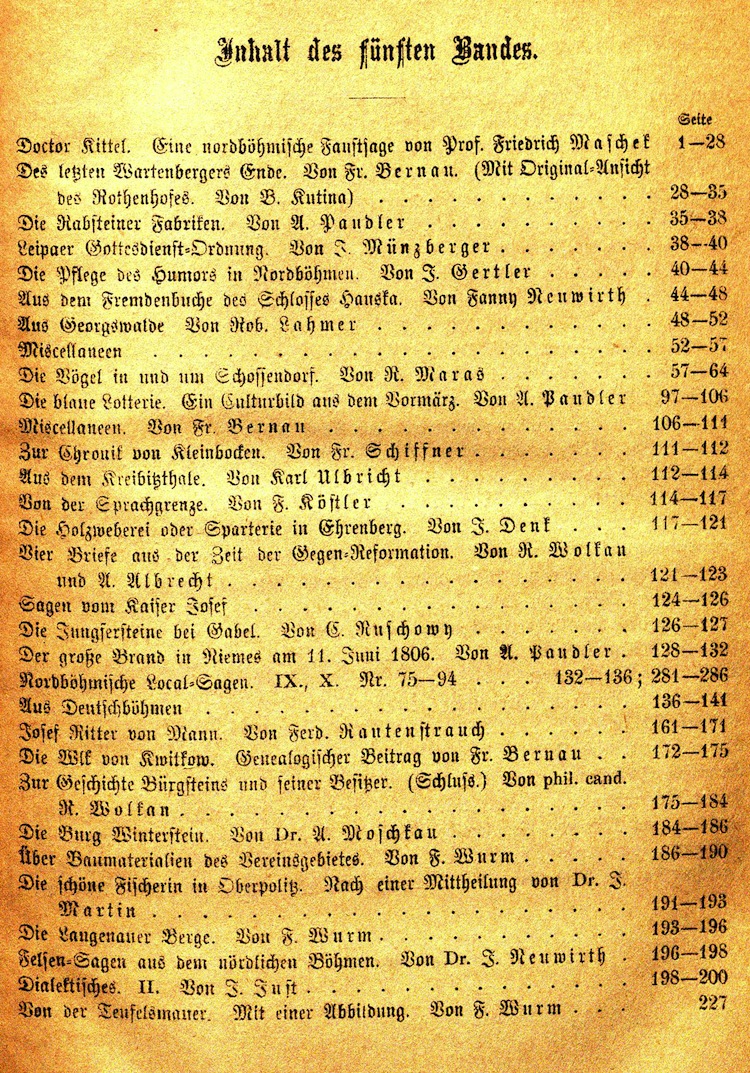 Inhalt des fünften Bandes.
Seite
Doctor Kittel. Eine nordböhmische Faustsage von Prof. Friedrich Maschek 1—28
Des letzten Wartenbergers Ende. Von Fr. Bernau. (Mit Original-Ansicht
des Rothenhofes. Von B. Kutina) . . . . . . . . . . . . 28—35
Die Rabsteiner Fabriken. Von A. Paudler . . . . . . . . . . 35—38
Leipaer Gottesdienst-Ordnung. Von J. Münzberger . . . . . . . 38—40
Die Pflege des Humors in Nordböhmen. Von J. Gertler . . . . . 40—44
Aus dem Fremdenbuche des Schlosses Hauska. Von Fanny Neuwirth . 44—48
Aus Georgswalde Von Rob. Lahmer . . . . . . . . . . . 48—52
Miscellaneen . . . . . . . . . . . . . . . . . . . 52—57
Die Vögel in und um Schossendorf. Von R. Maras . . . . . . . 57—64
Die blaue Lotterie. Ein Culturbild aus dem Vormärz. Von A. Paudler 97—106
Miscellaneen. Von Fr. Bernau . . . . . . . . . . . . 106—111
Zur Chronik von Kleinbocken. Von Fr. Schiffner . . . . . . . 111—112
Aus dem Kreibitzthale. Von Karl Ulbricht . . . . . . . . . 112—114
Von der Sprachgrenze. Von F. Köstler . . . . . . . . . . 114—117
Die Holzweberei oder Sparterie in Ehrenberg. Von J. Denk . . . 117—121
Vier Briefe aus der Zeit der Gegen-Reformation. Von R. Wolkan
und A. Albrecht . . . . . . . . . . . . . . . . 121—123
Sagen vom Kaiser Josef . . . . . . . . . . . . . . . 124—126
Die Jungfersteine bei Gabel. Von C. Ruschowy . . . . . . . 126—127
Der große Brand in Niemes am 11. Juni 1806. Von A. Paudler . 128—132
Nordböhmische Local-Sagen. IX., X. Nr. 75—94 . . . 132—136; 281—286
Aus Deutschböhmen . . . . . . . . . . . . . . . . 136—141
Josef Ritter von Mann. Von Ferd. Rautenstrauch . . . . . . 161—171
Die Wlk von Kwitkow. Genealogischer Beitrag von Fr. Bernau . . 172—175
Zur Geschichte Bürgsteins und seiner Besitzer. (Schluss.) Von phil. cand.
R. Wolkan . . . . . . . . . . . . . . . . . . 175—184
Die Burg Winterstein. Von Dr. A. Moschkau . . . . . . . . 184—186
Über Baumaterialien des Vereinsgebietes. Von F. Wurm . . . . . 186—190
Die schöne Fischerin in Oberpolitz. Nach einer Mittheilung von Dr. J.
Martin . . . . . . . . . . . . . . . . . . . 191—193
Die Langenauer Berge. Von F. Wurm . . . . . . . . . . 193—196
Felsen-Sagen aus dem nördlichen Böhmen. Von Dr. J. Neuwirth . 196—198
Dialektisches. II. Von J. Just . . . . . . . . . . . . . 198—200
Von der Teufelsmauer. Mit einer Abbildung. Von F. Wurm . . . 227